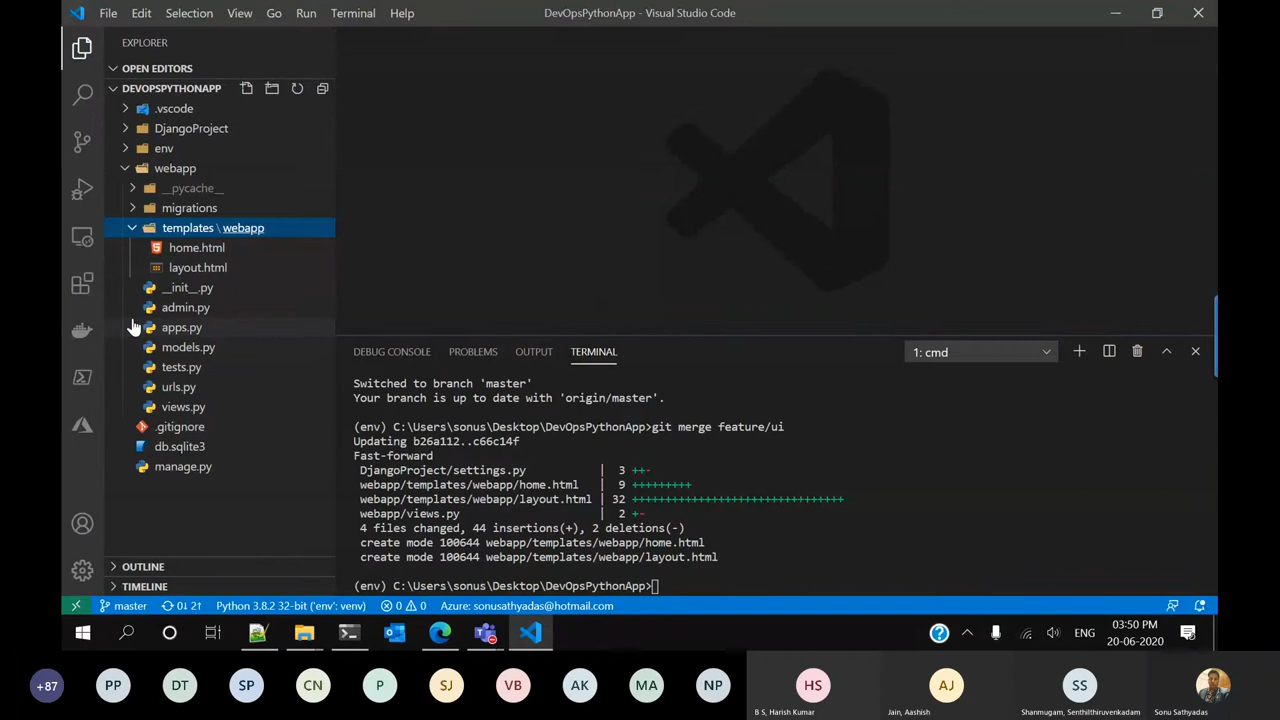 File Edit Selection View Go Run Terminal Help
DevOpsPythonApp - Visual Studio Code
EXPLORER
OPEN EDITORS
DEVOPSPYTHONAPP
.vscode
DjangoProject
env
webapp
__pycache__
migrations
templates \ webapp
home.html
layout.html
__init__.py
admin.py
apps.py
models.py
tests.py
urls.py
views.py
.gitignore
db.sqlite3
manage.py
OUTLINE
TIMELINE
DEBUG CONSOLE PROBLEMS OUTPUT TERMINAL
1: cmd
Switched to branch 'master'
Your branch is up to date with 'origin/master'.
(env) C:\Users\sonus\Desktop\DevOpsPythonApp>git merge feature/ui
Updating b26a112..c66c14f
Fast-forward
DjangoProject/settings.py | 3 ++-
webapp/templates/webapp/home.html | 9 +++++++++
webapp/templates/webapp/layout.html | 32 ++++++++++++++++++++++++++++++++
webapp/views.py | 2 +-
4 files changed, 44 insertions(+), 2 deletions(-)
create mode 100644 webapp/templates/webapp/home.html
create mode 100644 webapp/templates/webapp/layout.html
(env) C:\Users\sonus\Desktop\DevOpsPythonApp>
master 0↓ 2↑ Python 3.8.2 32-bit ('env': venv) 0 0 Azure: sonusathyadas@hotmail.com
ENG
03:50 PM
20-06-2020
+87 PP DT SP CN P SJ VB AK MA NP HS AJ SS
B S, Harish Kumar
Jain, Aashish
Shanmugam, Senthilthiruvenkadam
Sonu Sathyadas